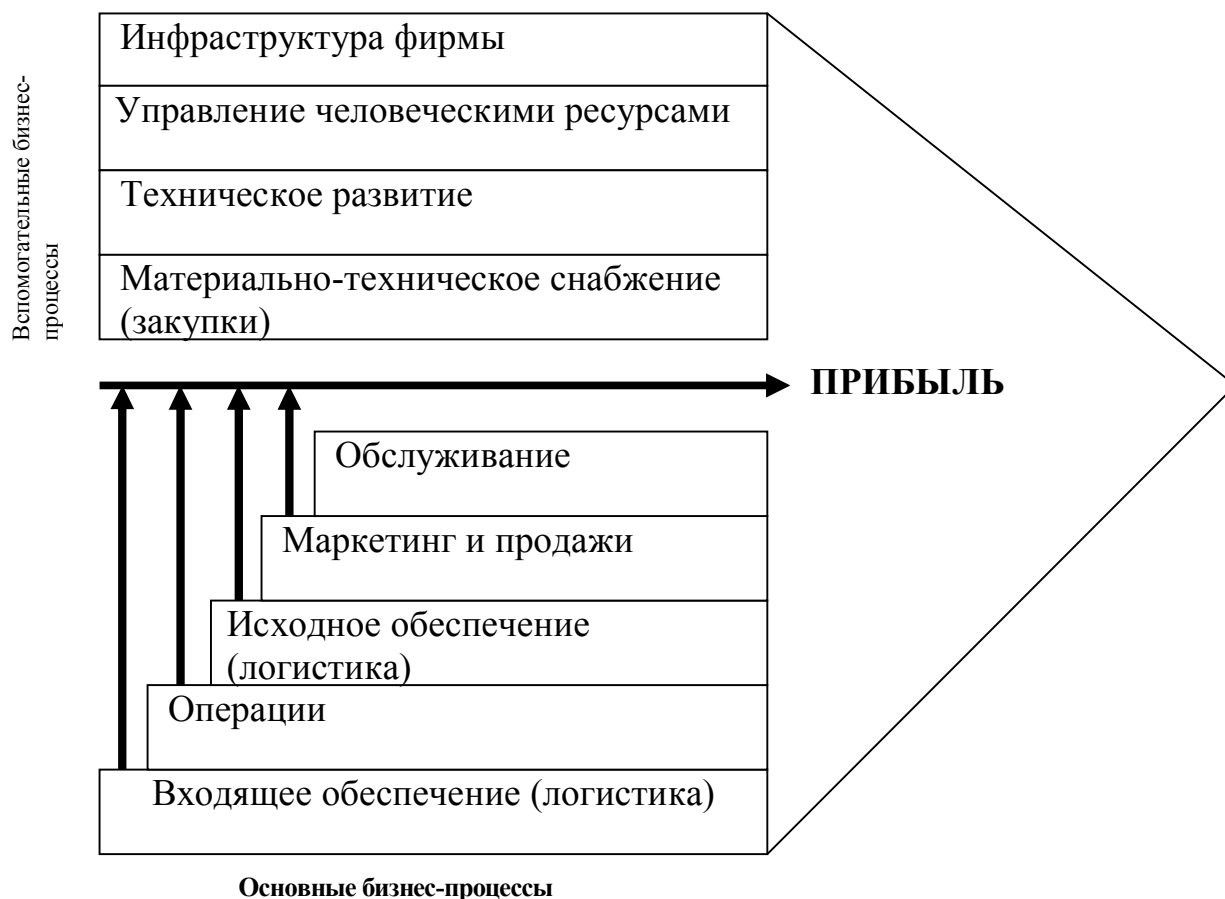 Вспомогательные бизнес-
процессы
Инфраструктура фирмы
Управление человеческими ресурсами
Техническое развитие
Материально-техническое снабжение
(закупки)
ПРИБЫЛЬ
Обслуживание
Маркетинг и продажи
Исходное обеспечение
(логистика)
Операции
Входящее обеспечение (логистика)
Основные бизнес-процессы